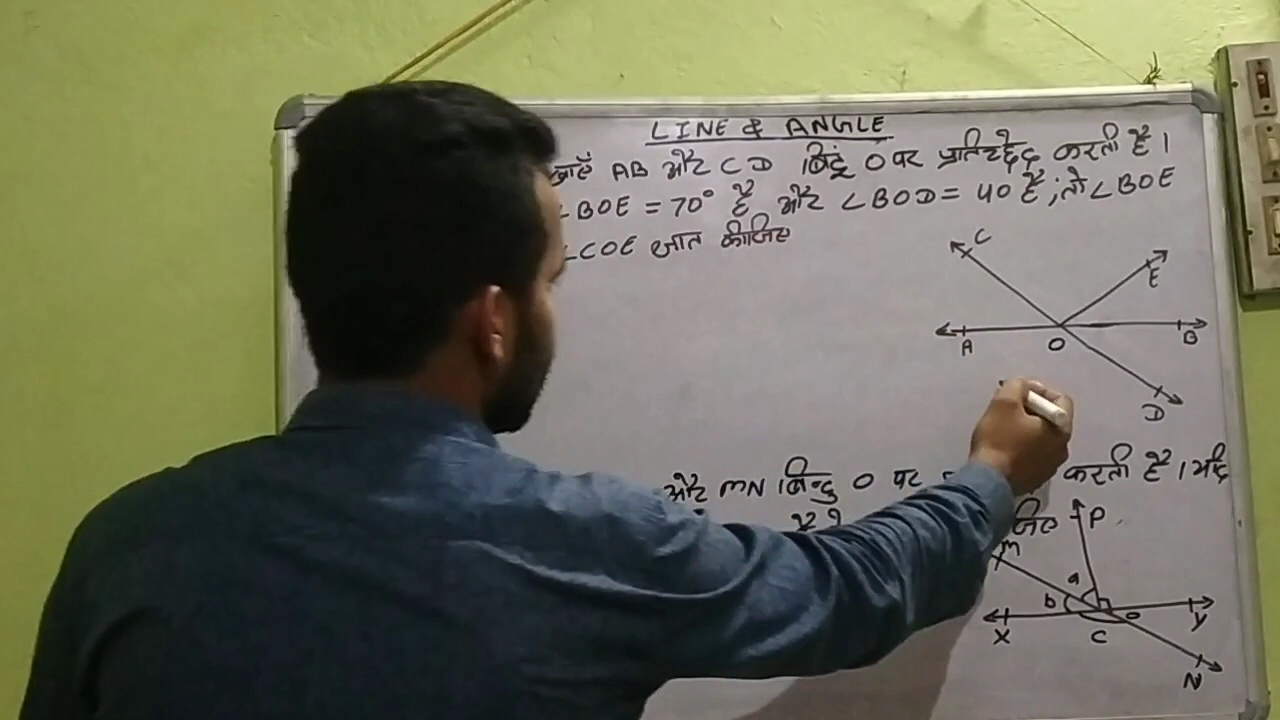 LINE & ANGLE
AB और CD बिंदू O पर प्रतिच्छेद करती है।
∠BOE = 70° है और ∠BOD = 40 है; तो ∠BOE
∠COE ज्ञात कीजिए
C
E
A
O
B
D
और MN बिन्दु O पर करती है। यदि
P
M
a
b
O
X
C
Y
N